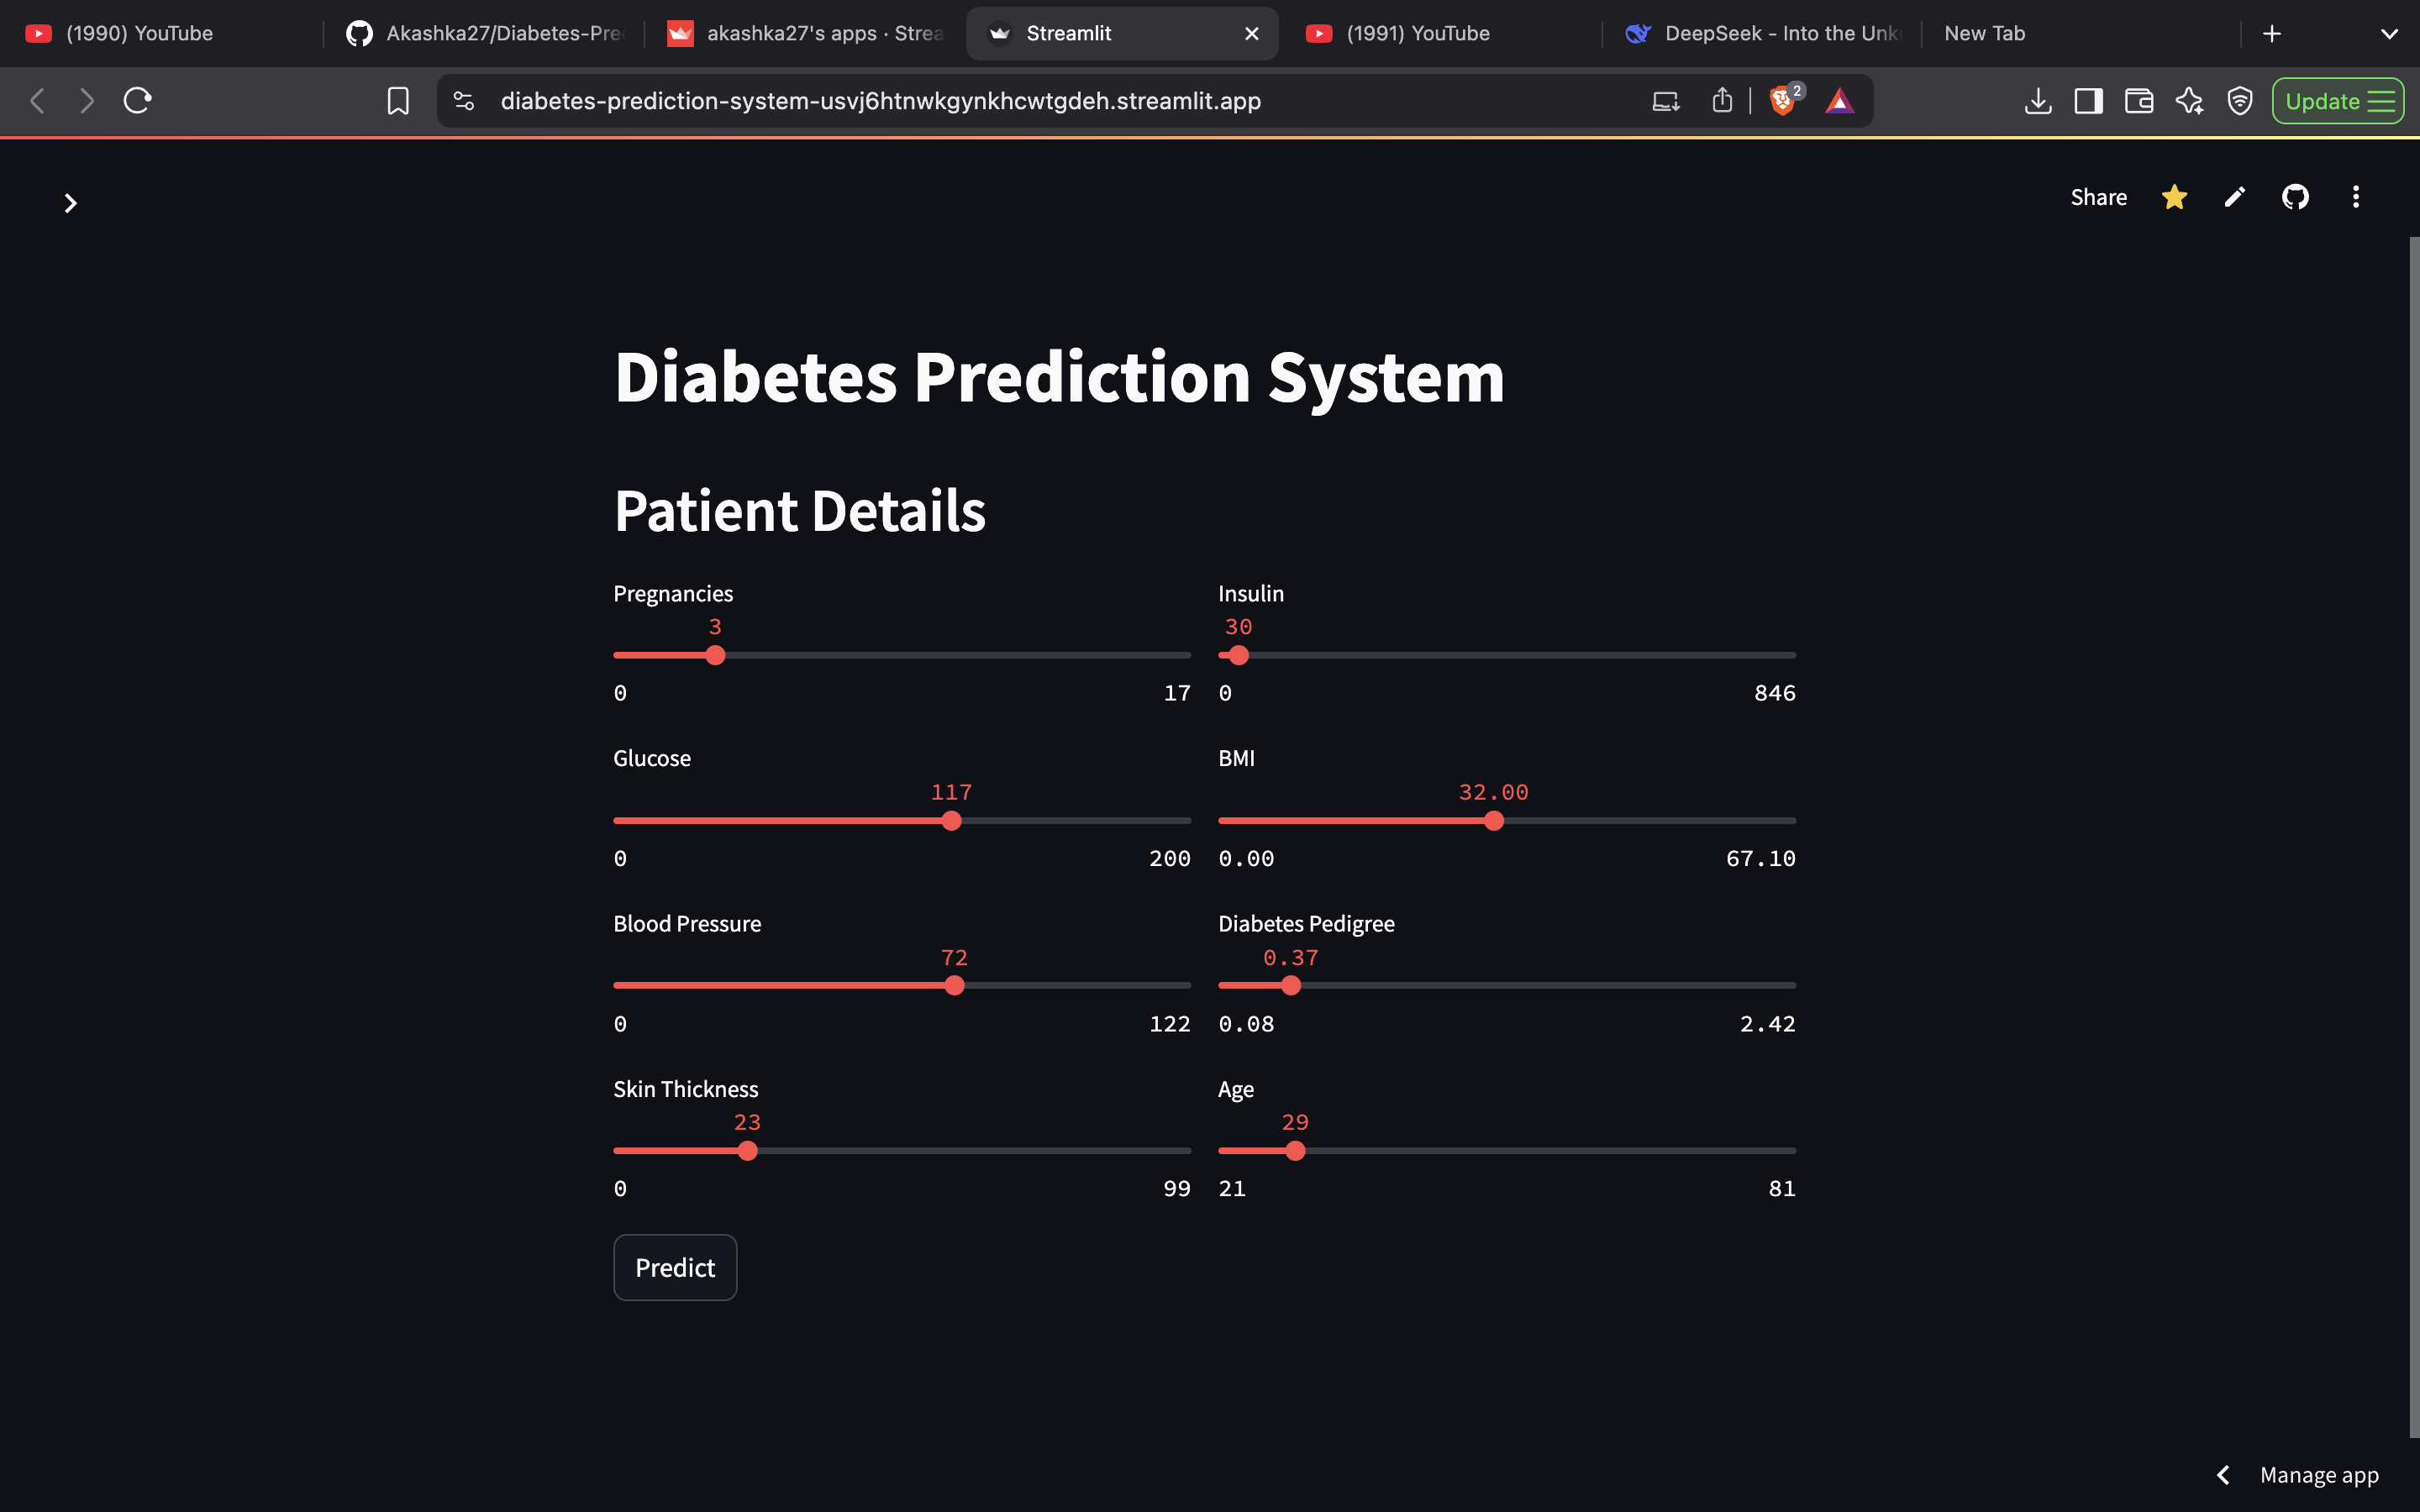 (1990) YouTube
Akashka27/Diabetes-Pre
akashka27's apps · Strea
Streamlit
(1991) YouTube
DeepSeek - Into the Unk
New Tab
diabetes-prediction-system-usvj6htnwkgynkhcwtgdeh.streamlit.app
2
Update
Share
Diabetes Prediction System
Patient Details
Pregnancies
3
0 17
Insulin
30
0 846
Glucose
117
0 200
BMI
32.00
0.00 67.10
Blood Pressure
72
0 122
Diabetes Pedigree
0.37
0.08 2.42
Skin Thickness
23
0 99
Age
29
21 81
Predict
Manage app